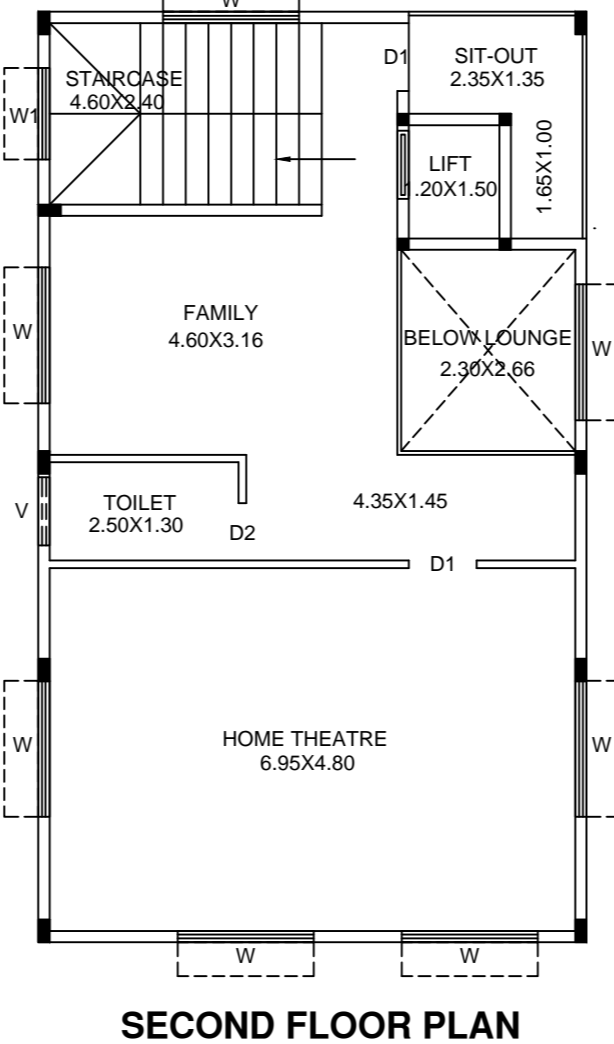 W
D1
SIT-OUT
2.35X1.35
STAIRCASE
4.60X2.40
W1
1.65X1.00
LIFT
.20X1.50
FAMILY
4.60X3.16
W
BELOW LOUNGE
2.30X2.66
W
TOILET
2.50X1.30
V
D2
4.35X1.45
D1
HOME THEATRE
6.95X4.80
W
W
W
W
SECOND FLOOR PLAN